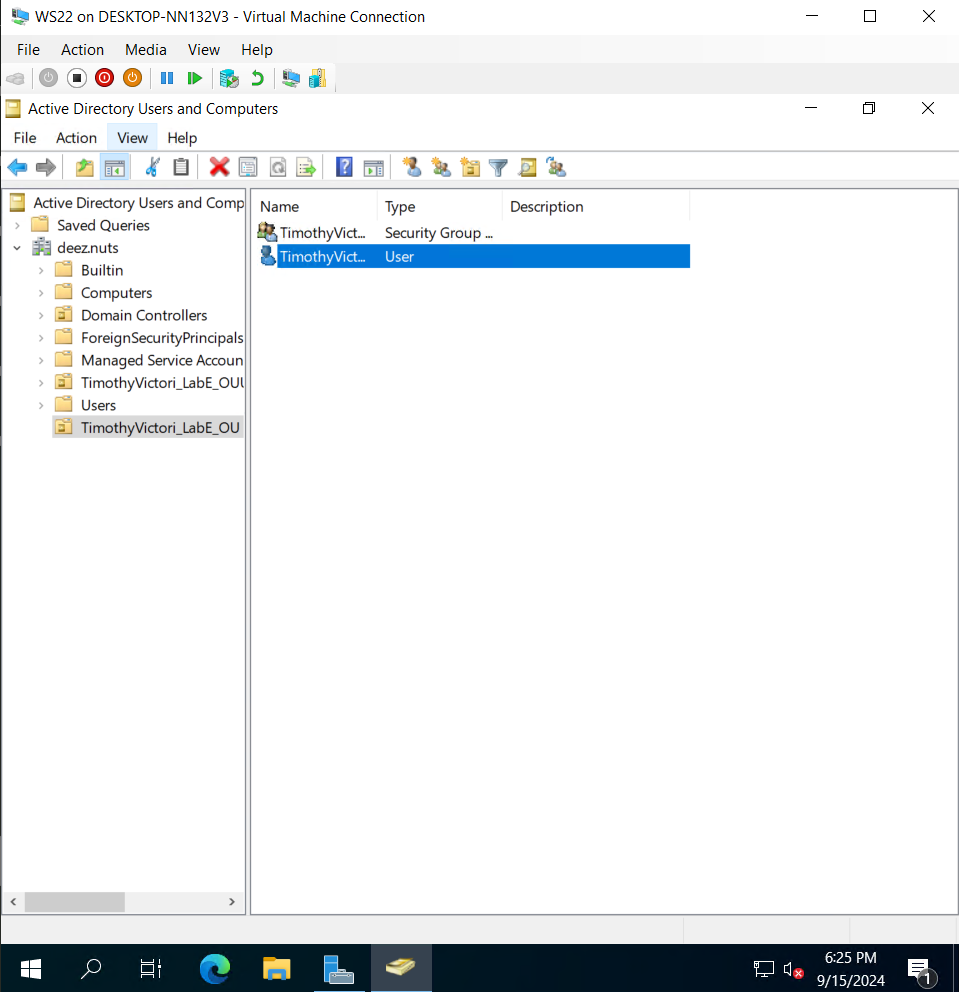 WS22 on DESKTOP-NN132V3 - Virtual Machine Connection
File Action Media View Help
Active Directory Users and Computers
File Action View Help
Active Directory Users and Comp
Saved Queries
deez.nuts
Builtin
Computers
Domain Controllers
ForeignSecurityPrincipals
Managed Service Accoun
TimothyVictori_LabE_OUU
Users
TimothyVictori_LabE_OU
Name Type Description
TimothyVict... Security Group ...
TimothyVict... User
6:25 PM
9/15/2024
1